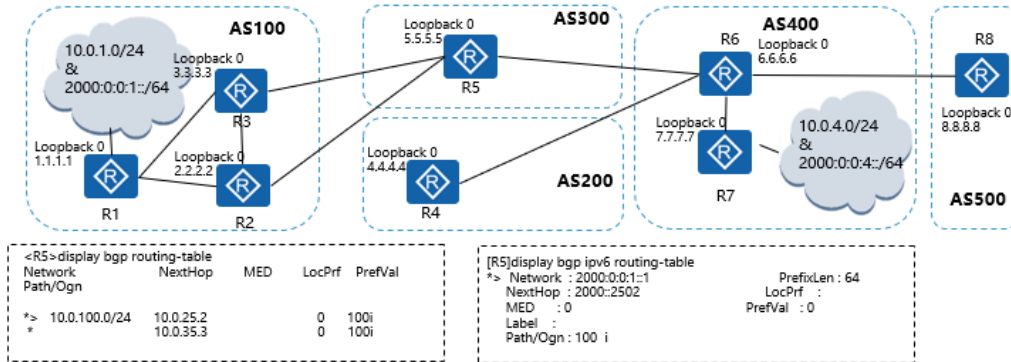 AS100
AS300
AS400
AS500
AS200
10.0.1.0/24
&
2000:0:0:1::/64
Loopback 0
3.3.3.3
R3
Loopback 0
1.1.1.1
R1
Loopback 0
2.2.2.2
R2
Loopback 0
5.5.5.5
R5
Loopback 0
4.4.4.4
R4
R6
Loopback 0
6.6.6.6
Loopback 0
7.7.7.7
R7
10.0.4.0/24
&
2000:0:0:4::/64
R8
Loopback 0
8.8.8.8
<R5>display bgp routing-table
Network NextHop MED LocPrf PrefVal
Path/Ogn
*> 10.0.100.0/24 10.0.25.2 0 100i
* 10.0.35.3 0 100i
[R5]display bgp ipv6 routing-table
*> Network : 2000:0:0:1::1 PrefixLen : 64
NextHop : 2000::2502 LocPrf :
MED : 0 PrefVal : 0
Label :
Path/Ogn : 100 i